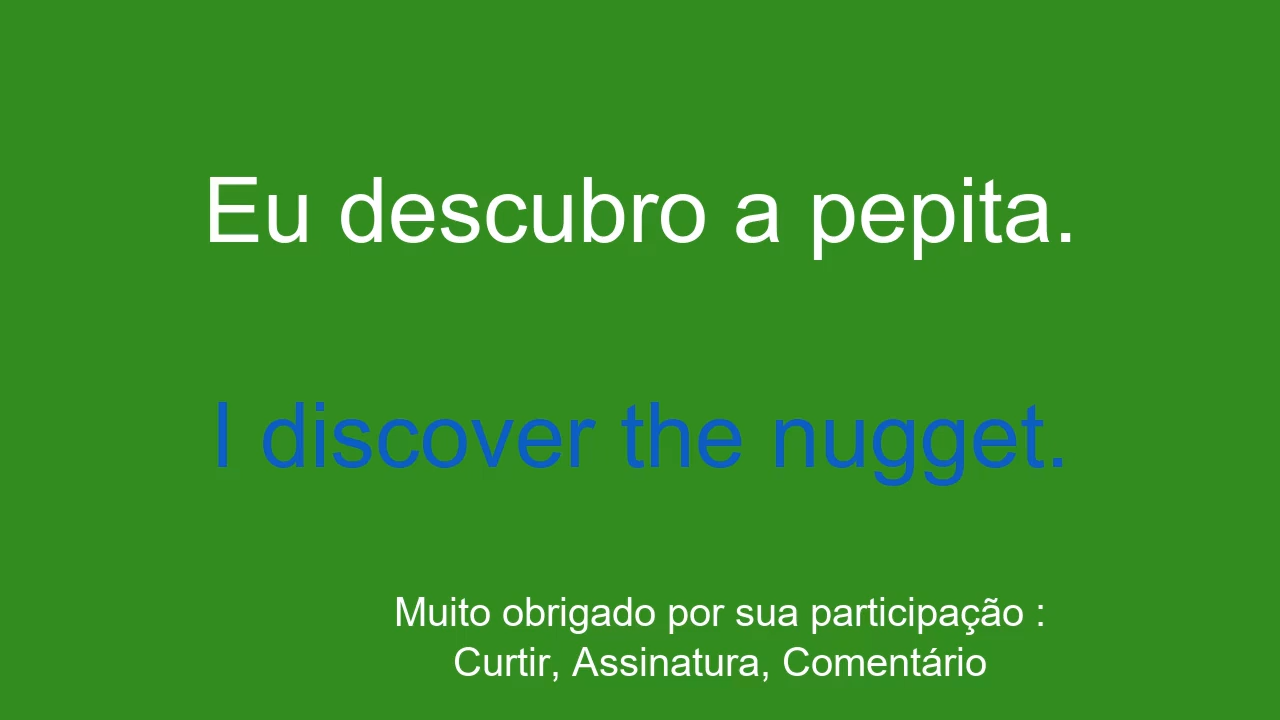 Eu descubro a pepita.
I discover the nugget.
Muito obrigado por sua participação :
Curtir, Assinatura, Comentário